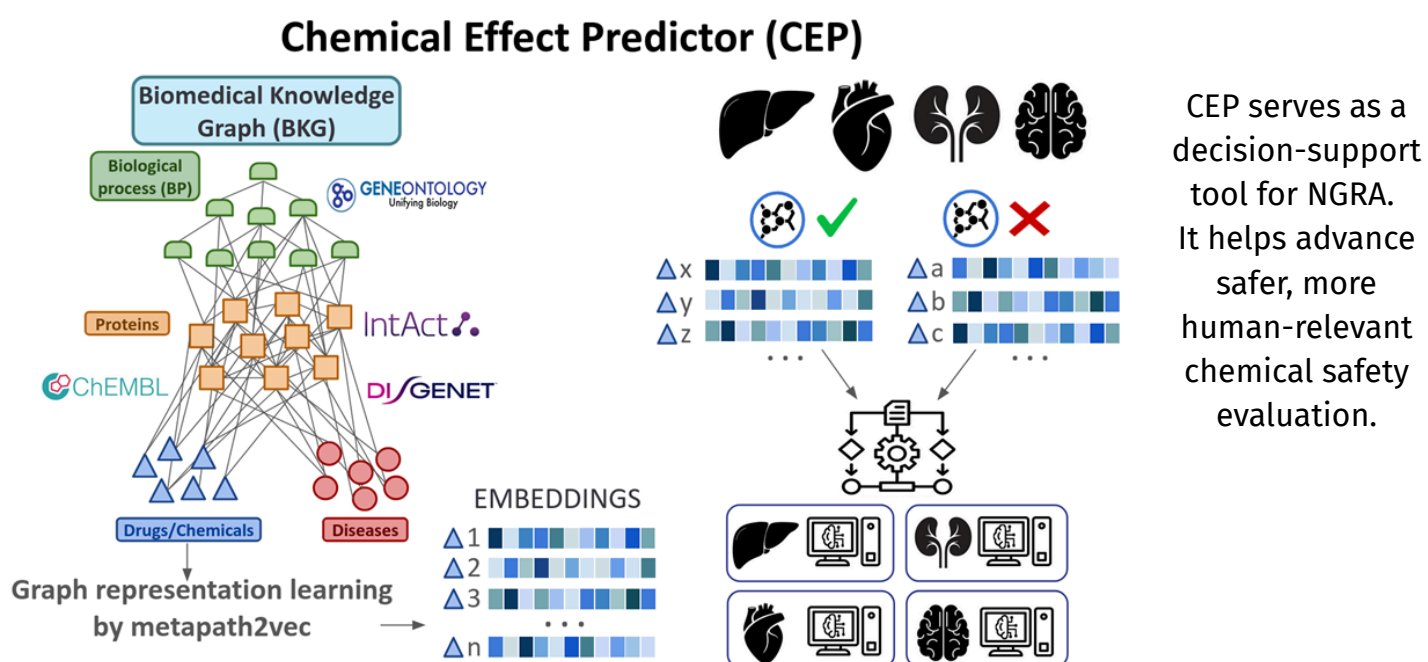 Chemical Effect Predictor (CEP)
Biomedical Knowledge
Graph (BKG)
Biological
process (BP)
GENEONTOLOGY
Unifying Biology
Proteins
IntAct
ChEMBL
DISGENET
Drugs/Chemicals
Diseases
Graph representation learning
by metapath2vec
EMBEDDINGS
1
2
3
...
n
x
y
z
...
a
b
c
...
CEP serves as a
decision-support
tool for NGRA.
It helps advance
safer, more
human-relevant
chemical safety
evaluation.